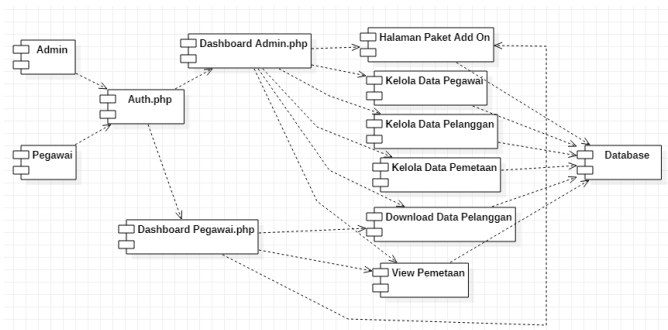 Admin
Pegawai
Auth.php
Dashboard Admin.php
Dashboard Pegawai.php
Halaman Paket Add On
Kelola Data Pegawai
Kelola Data Pelanggan
Kelola Data Pemetaan
Download Data Pelanggan
View Pemetaan
Database